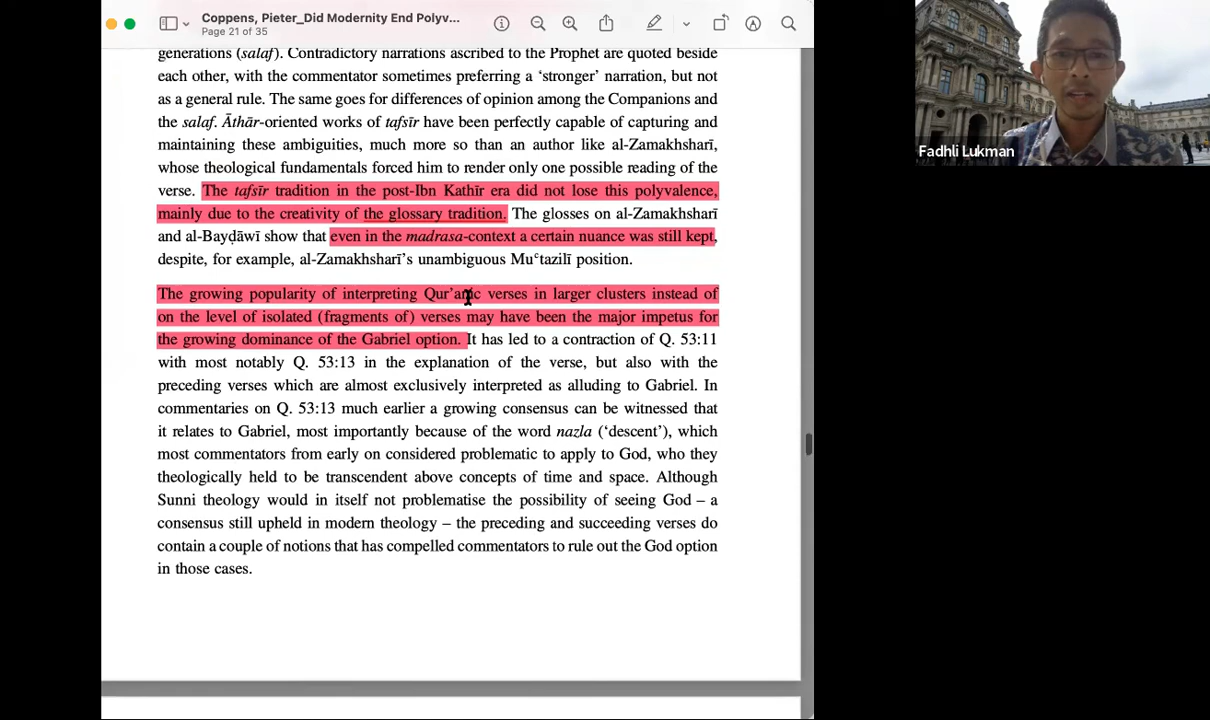 Coppens, Pieter_Did Modernity End Polyv...
Page 21 of 35
generations (salaf). Contradictory narrations ascribed to the Prophet are quoted beside
each other, with the commentator sometimes preferring a ‘stronger’ narration, but not
as a general rule. The same goes for differences of opinion among the Companions and
the salaf. Āthār-oriented works of tafsīr have been perfectly capable of capturing and
maintaining these ambiguities, much more so than an author like al-Zamakhsharī,
whose theological fundamentals forced him to render only one possible reading of the
verse. The tafsīr tradition in the post-Ibn Kathīr era did not lose this polyvalence,
mainly due to the creativity of the glossary tradition. The glosses on al-Zamakhsharī
and al-Bayḍāwī show that even in the madrasa-context a certain nuance was still kept,
despite, for example, al-Zamakhsharī’s unambiguous Muʿtazilī position.
The growing popularity of interpreting Qur’anic verses in larger clusters instead of
on the level of isolated (fragments of) verses may have been the major impetus for
the growing dominance of the Gabriel option. It has led to a contraction of Q. 53:11
with most notably Q. 53:13 in the explanation of the verse, but also with the
preceding verses which are almost exclusively interpreted as alluding to Gabriel. In
commentaries on Q. 53:13 much earlier a growing consensus can be witnessed that
it relates to Gabriel, most importantly because of the word nazla (‘descent’), which
most commentators from early on considered problematic to apply to God, who they
theologically held to be transcendent above concepts of time and space. Although
Sunni theology would in itself not problematise the possibility of seeing God – a
consensus still upheld in modern theology – the preceding and succeeding verses do
contain a couple of notions that has compelled commentators to rule out the God option
in those cases.
Fadhli Lukman